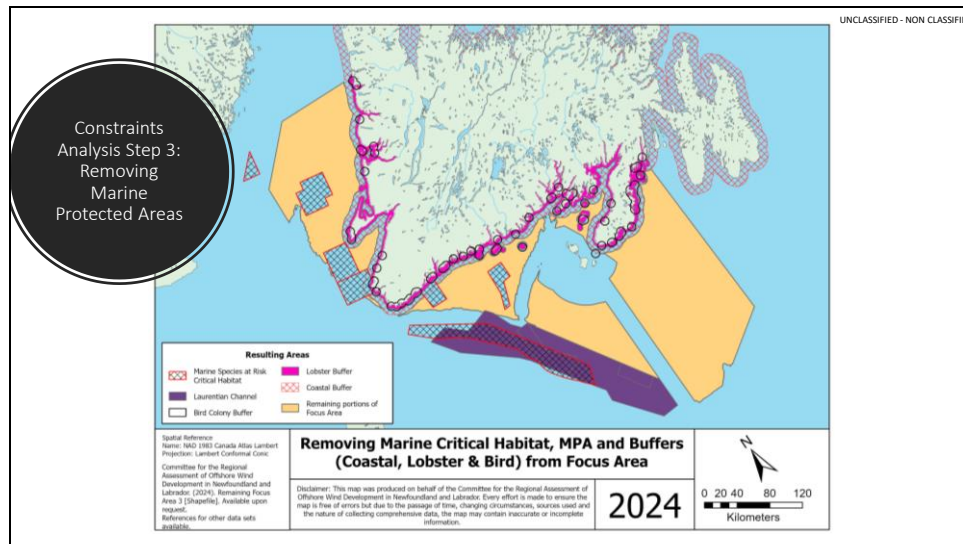 UNCLASSIFIED - NON CLASSIFI
Constraints
Analysis Step 3:
Removing
Marine
Protected Areas
Resulting Areas
Marine Species at Risk
Critical Habitat
Laurentian Channel
Bird Colony Buffer
Lobster Buffer
Coastal Buffer
Remaining portions of
Focus Area
Spatial Reference
Name: NAD 1983 Canada Atlas Lambert
Projection: Lambert Conformal Conic
Committee for the Regional
Assessment of Offshore Wind
Development in Newfoundland and
Labrador. (2024). Remaining Focus
Area 3 [Shapefile]. Available upon
request.
References for other data sets
available.
Removing Marine Critical Habitat, MPA and Buffers
(Coastal, Lobster & Bird) from Focus Area
Disclaimer: This map was produced on behalf of the Committee for the Regional Assessment of
Offshore Wind Development in Newfoundland and Labrador. Every effort is made to ensure the
map is free of errors but due to the passage of time, changing circumstances, sources used and
the nature of collecting comprehensive data, the map may contain inaccurate or incomplete
information.
2024
N
0 20 40 80 120
Kilometers